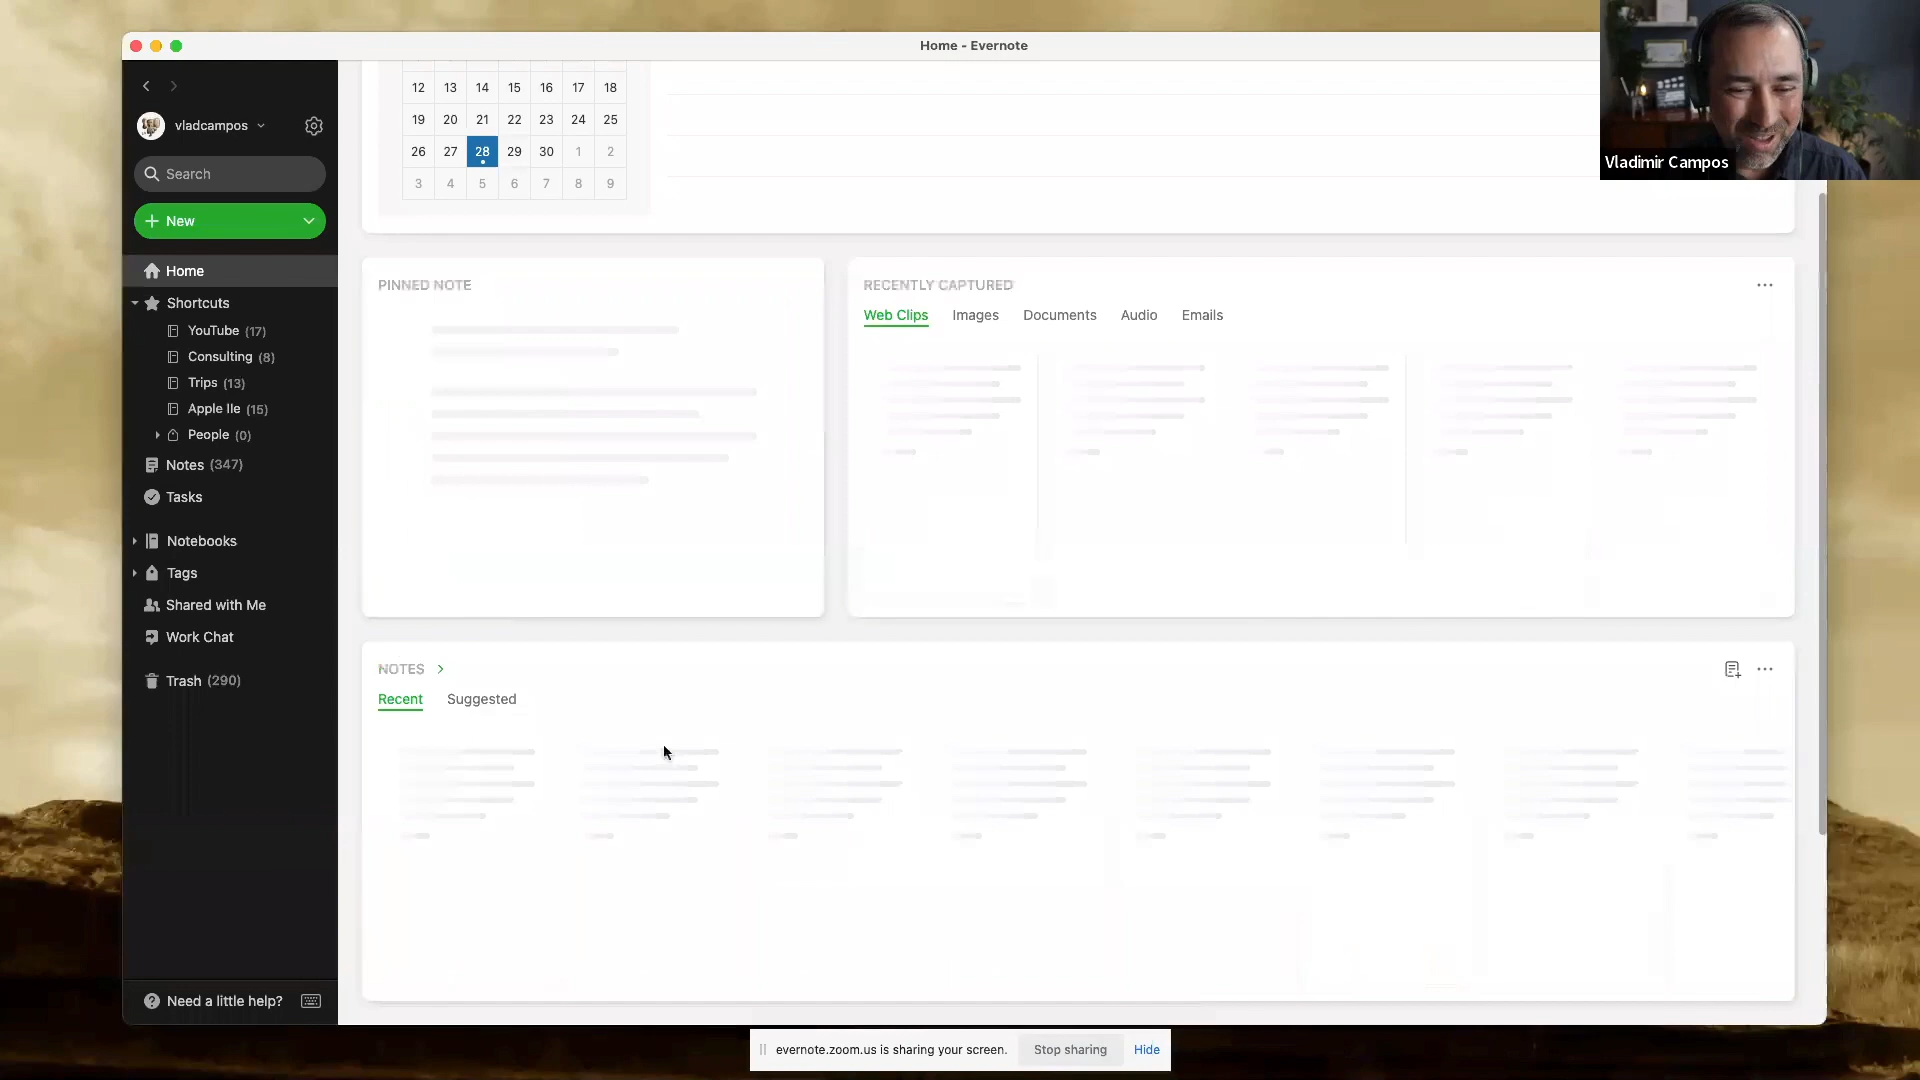 Home - Evernote
vladcampos
Search
New
Home
Shortcuts
YouTube (17)
Consulting (8)
Trips (13)
Apple IIe (15)
People (0)
Notes (347)
Tasks
Notebooks
Tags
Shared with Me
Work Chat
Trash (290)
Need a little help?
12 13 14 15 16 17 18
19 20 21 22 23 24 25
26 27 28 29 30 1 2
3 4 5 6 7 8 9
PINNED NOTE
RECENTLY CAPTURED
Web Clips Images Documents Audio Emails
NOTES
Recent Suggested
Vladimir Campos
evernote.zoom.us is sharing your screen. Stop sharing Hide